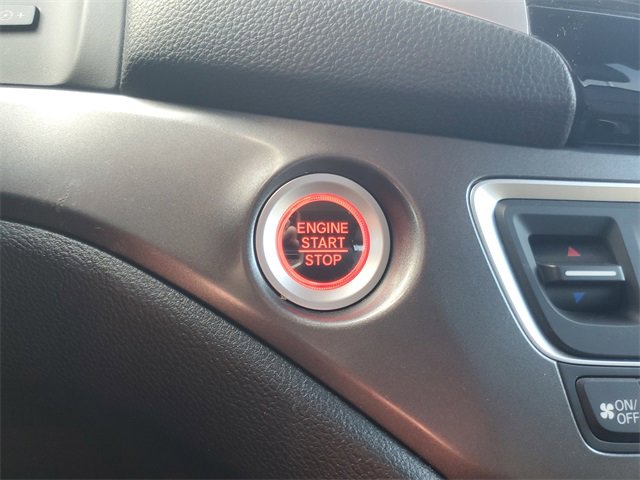 ENGINE
START
STOP
ON/
OFF